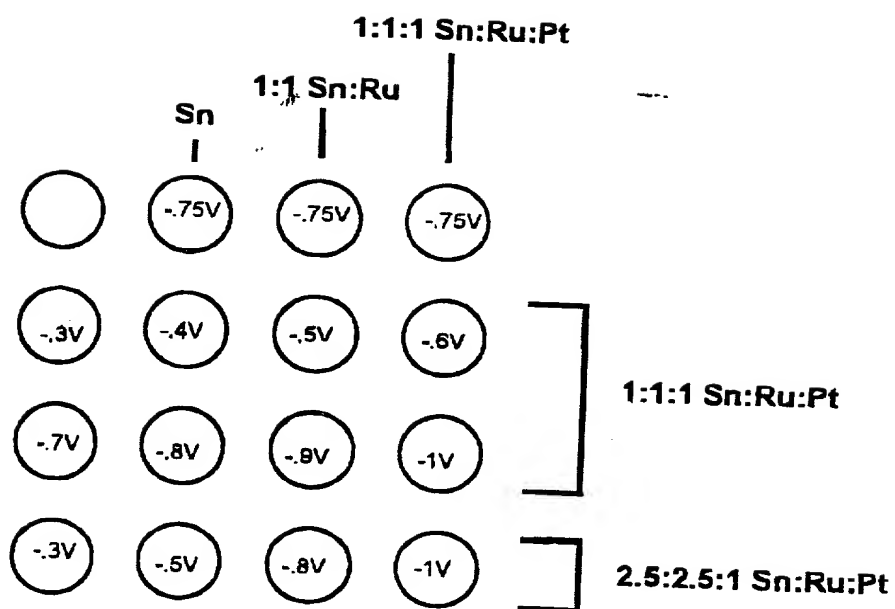 1:1:1 Sn:Ru:Pt
1:1 Sn:Ru
Sn
-.75V -.75V -.75V
-.3V -.4V -.5V -.6V
1:1:1 Sn:Ru:Pt
-.7V -.8V -.9V -1V
-.3V -.5V -.8V -1V
2.5:2.5:1 Sn:Ru:Pt